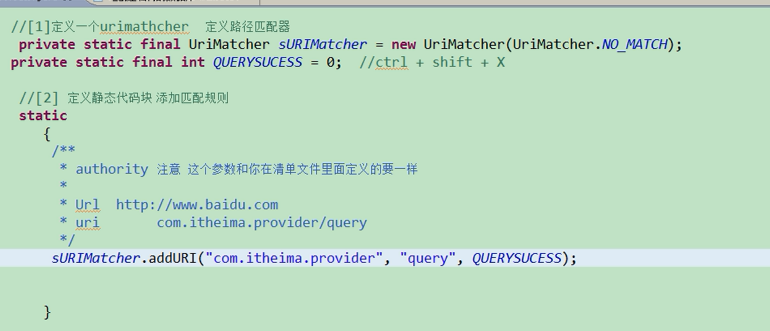 //[1]定义一个urimathcher 定义路径匹配器
private static final UriMatcher sURIMatcher = new UriMatcher(UriMatcher.NO_MATCH);
private static final int QUERYSUCESS = 0; //ctrl + shift + X
//[2] 定义静态代码块 添加匹配规则
static
{
/**
* authority 注意 这个参数和你在清单文件里面定义的要一样
*
* Url http://www.baidu.com
* uri com.itheima.provider/query
*/
sURIMatcher.addURI("com.itheima.provider", "query", QUERYSUCESS);
}